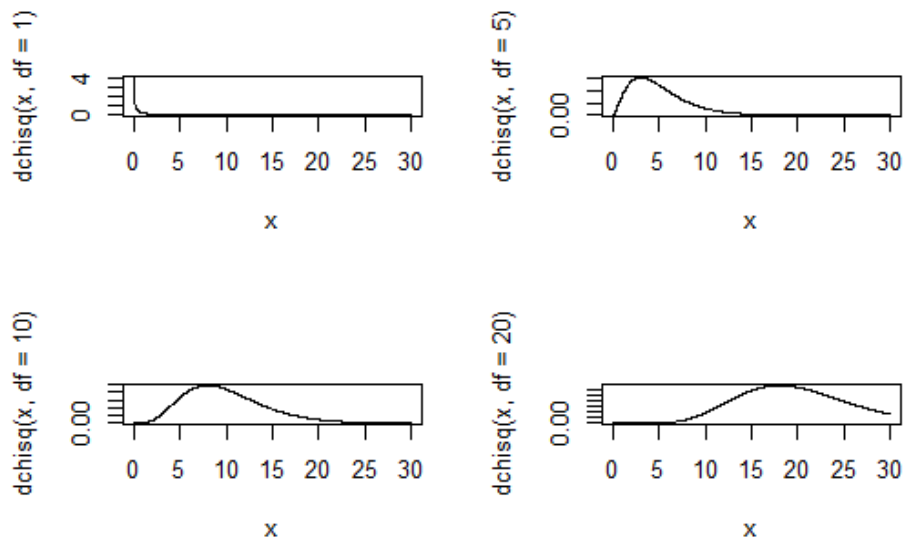 dchisq(x, df = 1)
4
0
0 5 10 15 20 25 30
x
dchisq(x, df = 5)
0.00
0 5 10 15 20 25 30
x
dchisq(x, df = 10)
0.00
0 5 10 15 20 25 30
x
dchisq(x, df = 20)
0.00
0 5 10 15 20 25 30
x